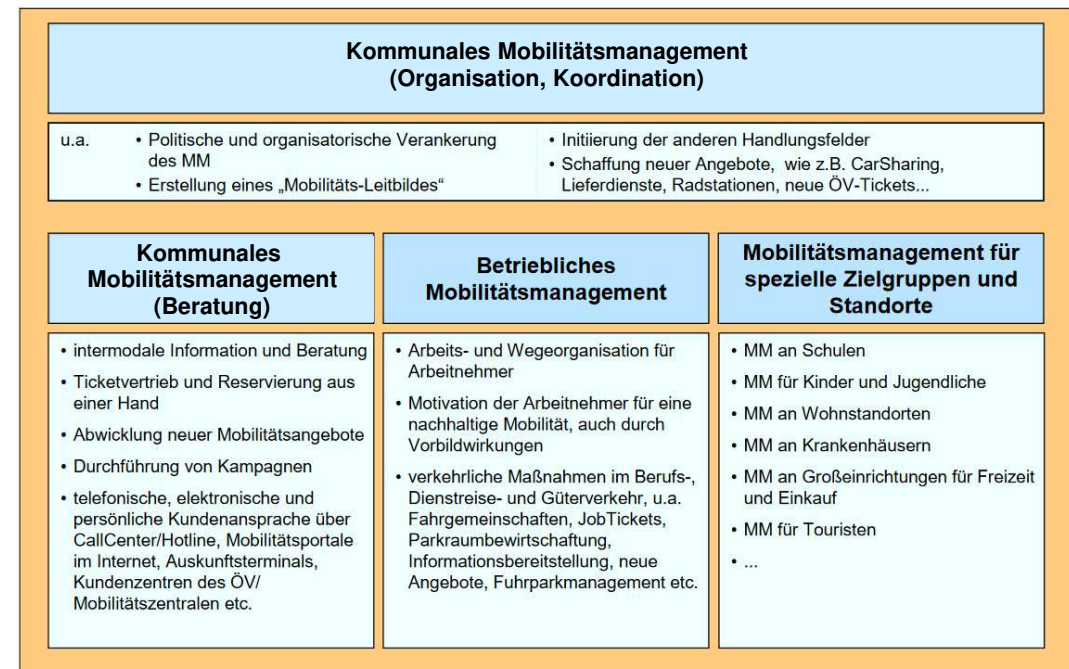 Kommunales Mobilitätsmanagement
(Organisation, Koordination)
u.a.
• Politische und organisatorische Verankerung
des MM
• Erstellung eines „Mobilitäts-Leitbildes“
• Initiierung der anderen Handlungsfelder
• Schaffung neuer Angebote, wie z.B. CarSharing,
Lieferdienste, Radstationen, neue ÖV-Tickets...
Kommunales
Mobilitätsmanagement
(Beratung)
• intermodale Information und Beratung
• Ticketvertrieb und Reservierung aus
einer Hand
• Abwicklung neuer Mobilitätsangebote
• Durchführung von Kampagnen
• telefonische, elektronische und
persönliche Kundenansprache über
CallCenter/Hotline, Mobilitätsportale
im Internet, Auskunftsterminals,
Kundenzentren des ÖV/
Mobilitätszentralen etc.
Betriebliches
Mobilitätsmanagement
• Arbeits- und Wegeorganisation für
Arbeitnehmer
• Motivation der Arbeitnehmer für eine
nachhaltige Mobilität, auch durch
Vorbildwirkungen
• verkehrliche Maßnahmen im Berufs-,
Dienstreise- und Güterverkehr, u.a.
Fahrgemeinschaften, JobTickets,
Parkraumbewirtschaftung,
Informationsbereitstellung, neue
Angebote, Fuhrparkmanagement etc.
Mobilitätsmanagement für
spezielle Zielgruppen und
Standorte
• MM an Schulen
• MM für Kinder und Jugendliche
• MM an Wohnstandorten
• MM an Krankenhäusern
• MM an Großeinrichtungen für Freizeit
und Einkauf
• MM für Touristen
• ...